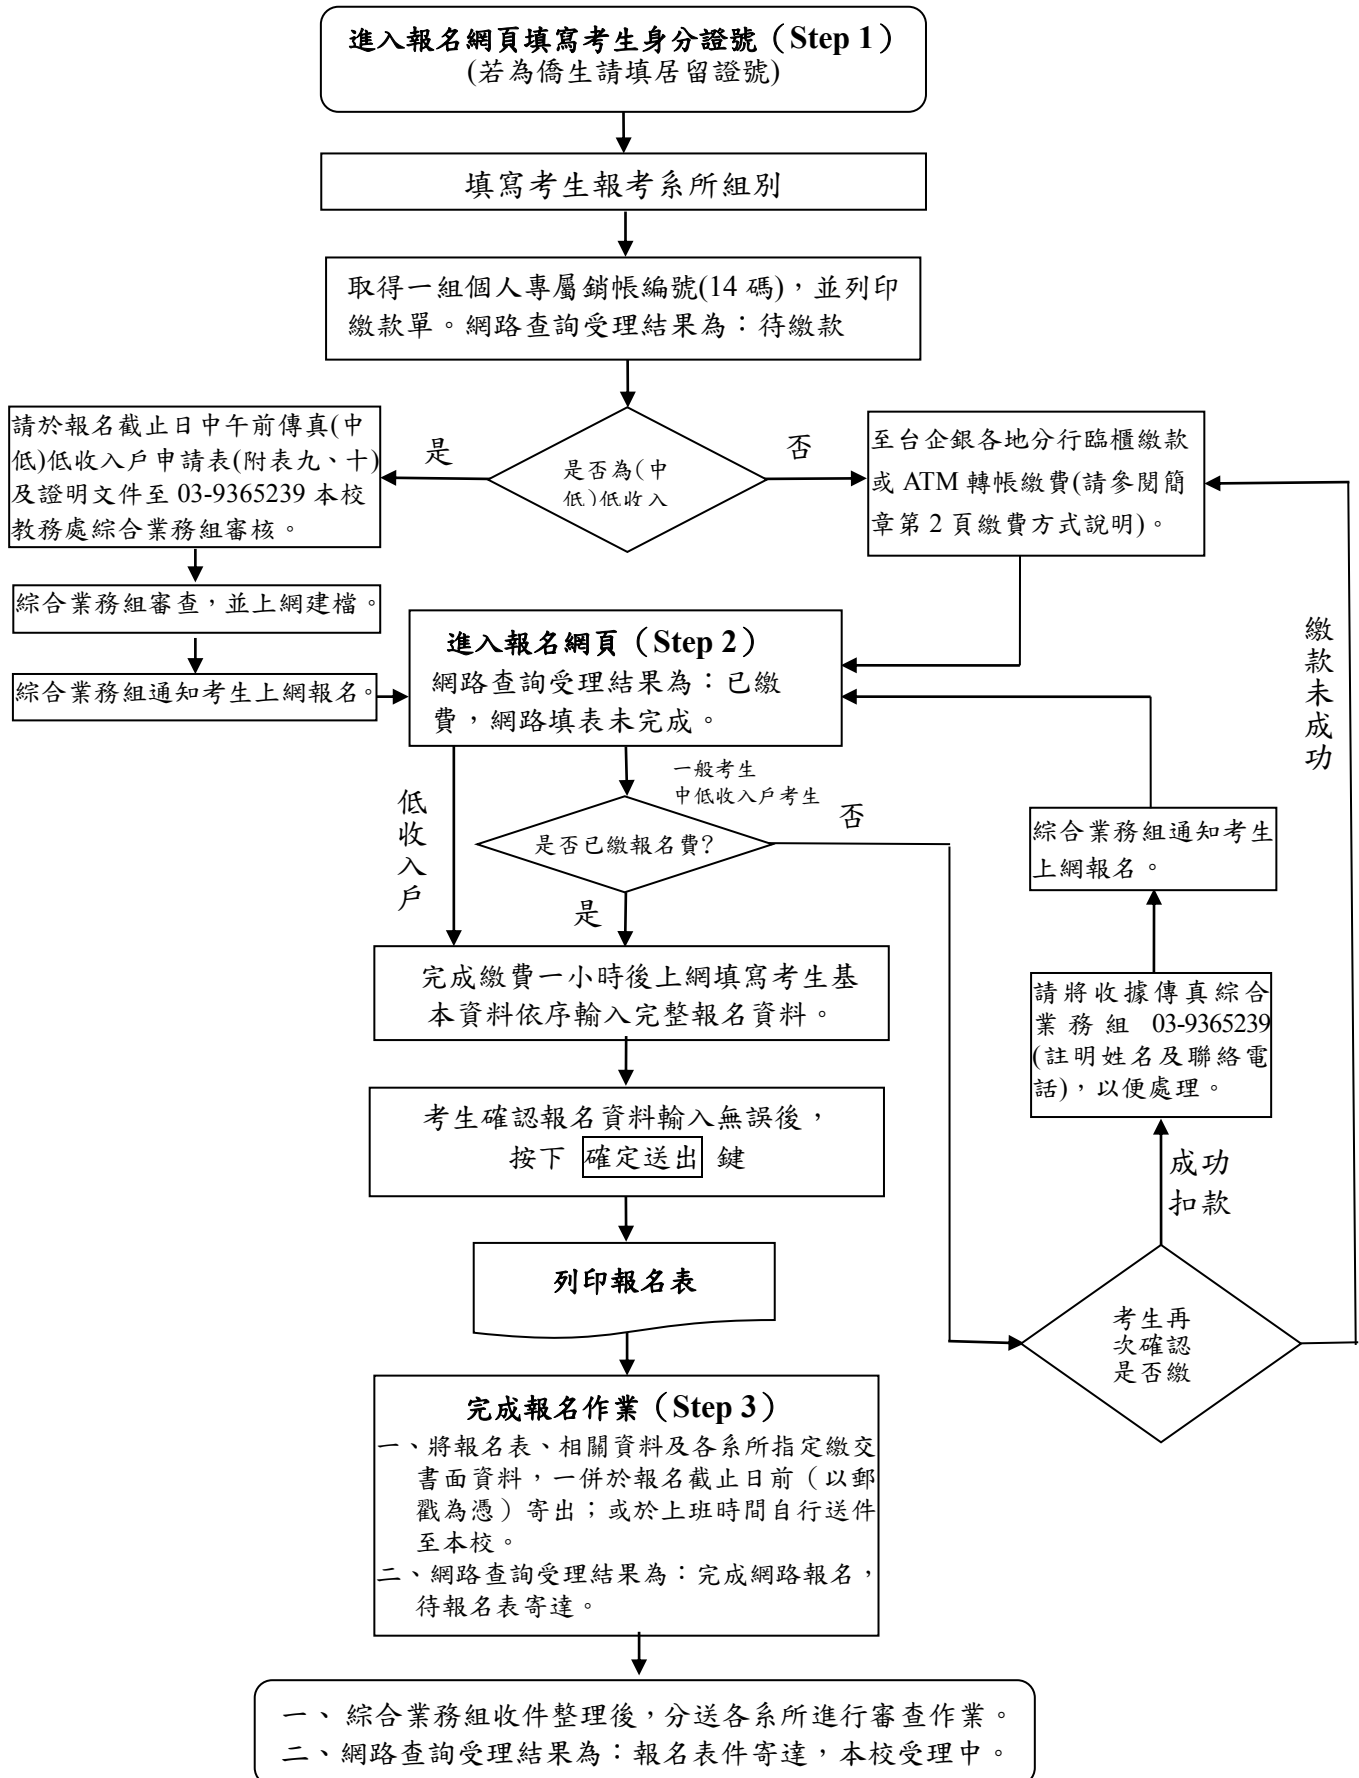 進入報名網頁填寫考生身分證號（Step 1）
(若為僑生請填居留證號)
填寫考生報考系所組別
取得一組個人專屬銷帳編號(14 碼)，並列印
繳款單。網路查詢受理結果為：待繳款
是否為(中
低)低收入
是
否
請於報名截止日中午前傳真(中
低)低收入戶申請表(附表九、十)
及證明文件至 03-9365239 本校
教務處綜合業務組審核。
綜合業務組審查，並上網建檔。
綜合業務組通知考生上網報名。
至台企銀各地分行臨櫃繳款
或 ATM 轉帳繳費(請參閱簡
章第 2 頁繳費方式說明)。
進入報名網頁（Step 2）
網路查詢受理結果為：已繳
費，網路填表未完成。
低收入戶
一般考生
中低收入戶考生
是否已繳報名費?
否
是
完成繳費一小時後上網填寫考生基
本資料依序輸入完整報名資料。
考生確認報名資料輸入無誤後，
按下 確定送出 鍵
列印報名表
完成報名作業（Step 3）
一、將報名表、相關資料及各系所指定繳交
書面資料，一併於報名截止日前（以郵
戳為憑）寄出；或於上班時間自行送件
至本校。
二、網路查詢受理結果為：完成網路報名，
待報名表寄達。
一、 綜合業務組收件整理後，分送各系所進行審查作業。
二、網路查詢受理結果為：報名表件寄達，本校受理中。
繳款未成功
綜合業務組通知考生
上網報名。
請將收據傳真綜合
業務組 03-9365239
(註明姓名及聯絡電
話)，以便處理。
成功
扣款
考生再
次確認
是否繳